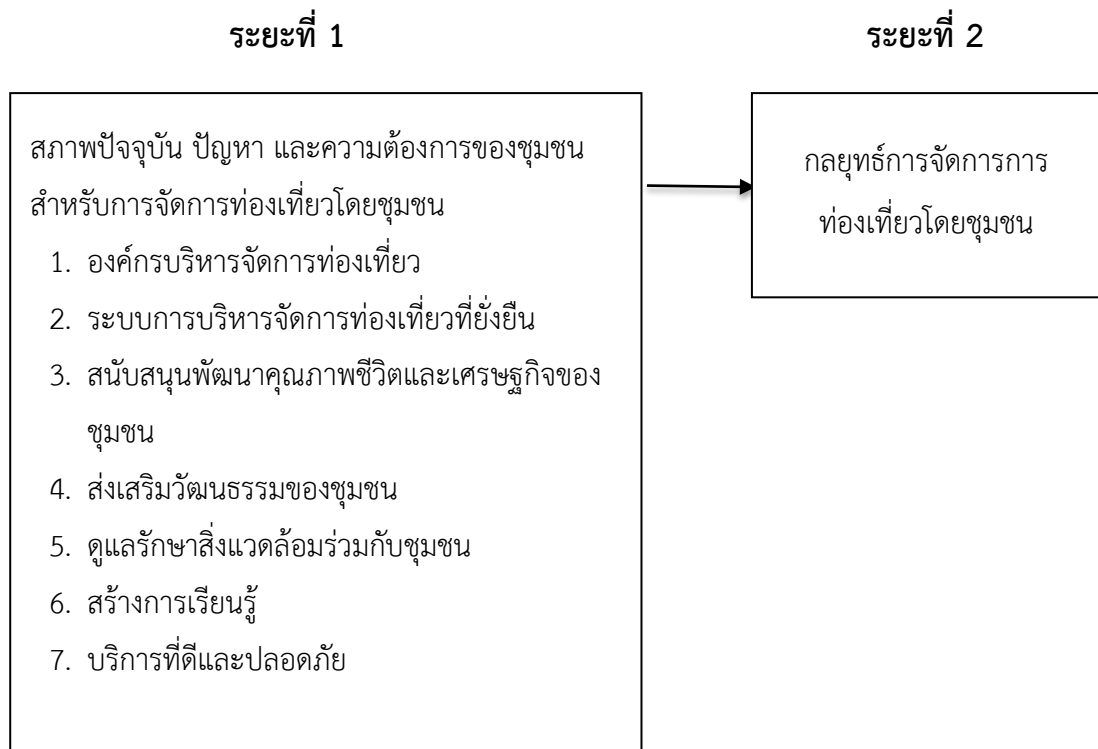 ระยะที่ 1
ระยะที่ 2
สภาพปัจจุบัน ปัญหา และความต้องการของชุมชน
สำหรับการจัดการท่องเที่ยวโดยชุมชน
1. องค์กรบริหารจัดการท่องเที่ยว
2. ระบบการบริหารจัดการท่องเที่ยวที่ยั่งยืน
3. สนับสนุนพัฒนาคุณภาพชีวิตและเศรษฐกิจของ
ชุมชน
4. ส่งเสริมวัฒนธรรมของชุมชน
5. ดูแลรักษาสิ่งแวดล้อมร่วมกับชุมชน
6. สร้างการเรียนรู้
7. บริการที่ดีและปลอดภัย
กลยุทธ์การจัดการการ
ท่องเที่ยวโดยชุมชน